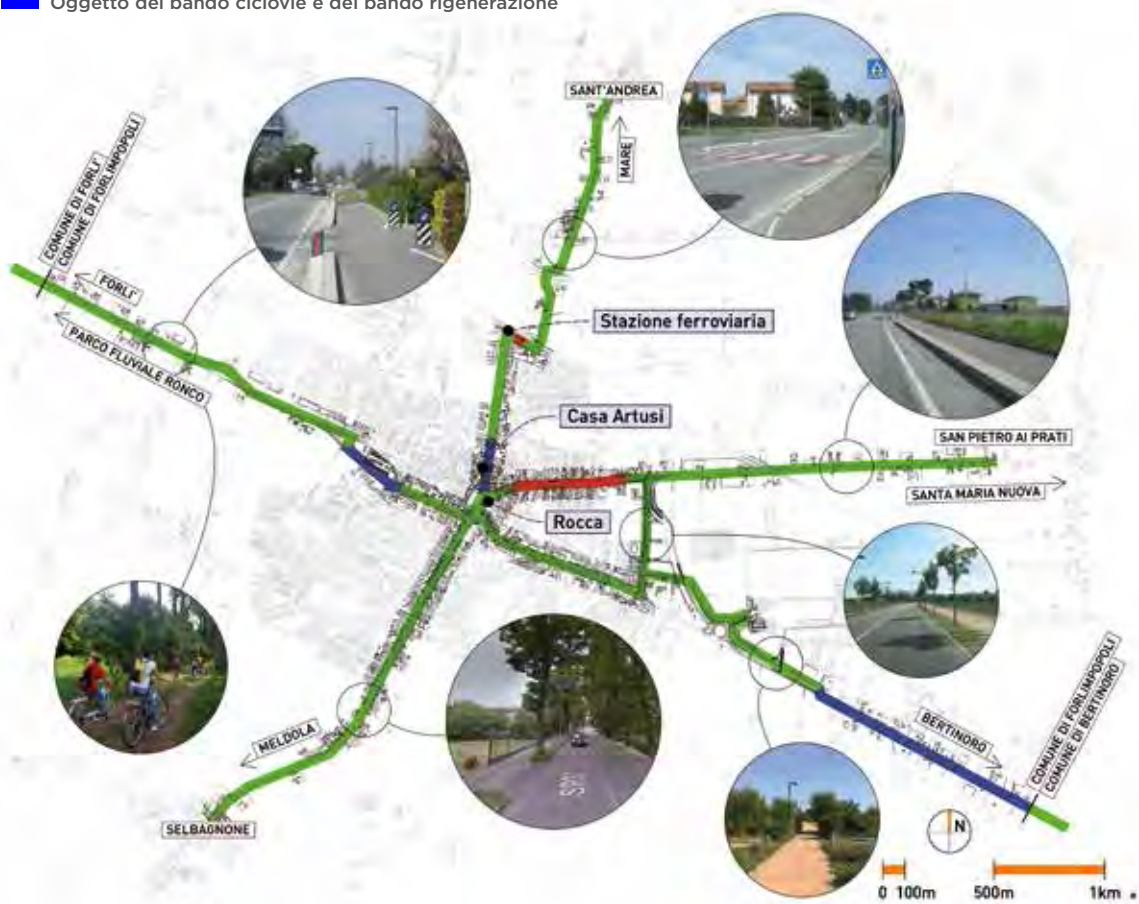 Oggetto del bando ciclovie e del bando rigenerazione
SANT'ANDREA
MARE
COMUNE DI FORLI'
COMUNE DI FORLIMPOPOLI
FORLI'
PARCO FLUVIALE RONCO
Stazione ferroviaria
Casa Artusi
SAN PIETRO AI PRATI
SANTA MARIA NUOVA
Rocca
MELDOLA
SELBAGNONE
BERTINORO
COMUNE DI FORLIMPOPOLI
COMUNE DI BERTINORO
N
0 100m 500m 1km